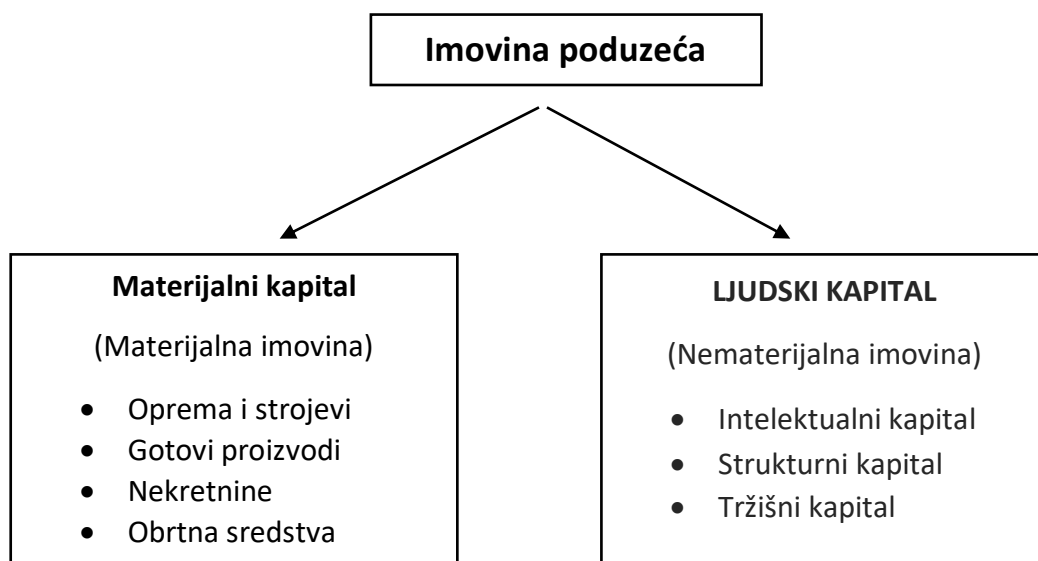 Imovina poduzeća
Materijalni kapital
(Materijalna imovina)
• Oprema i strojevi
• Gotovi proizvodi
• Nekretnine
• Obrtna sredstva
LJUDSKI KAPITAL
(Nematerijalna imovina)
• Intelektualni kapital
• Strukturni kapital
• Tržišni kapital